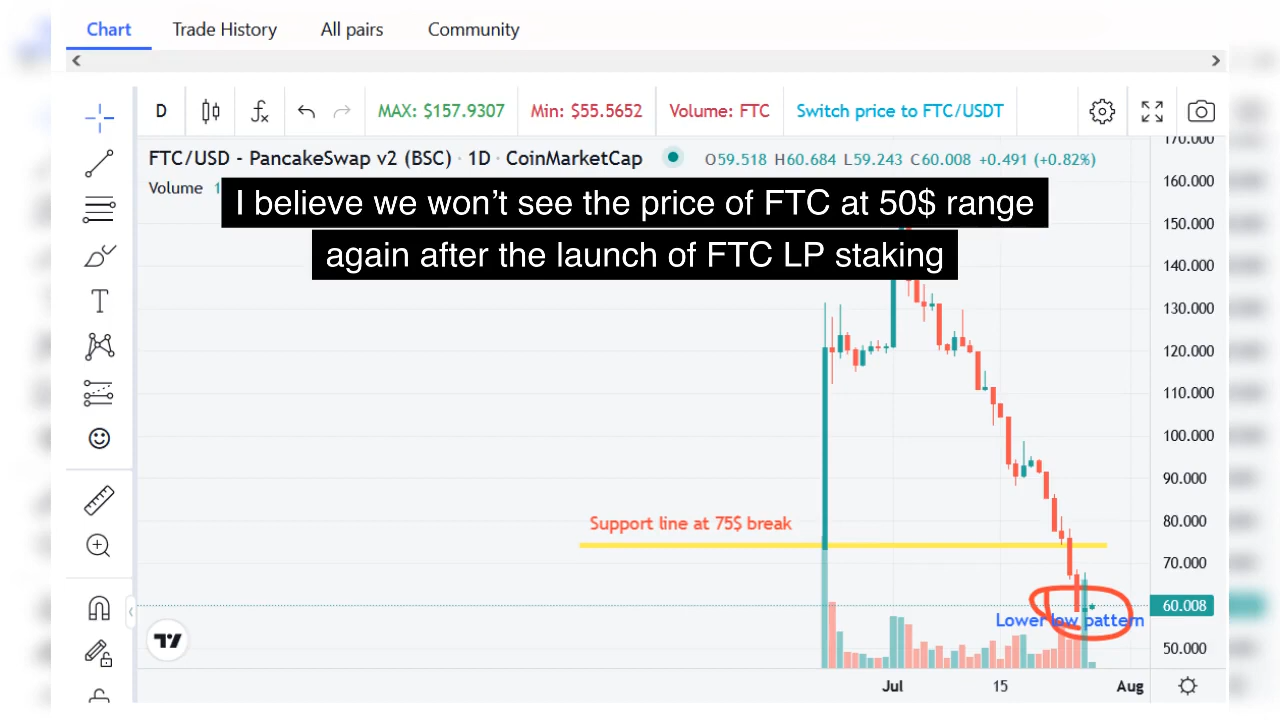 Chart Trade History All pairs Community
D MAX: $157.9307 Min: $55.5652 Volume: FTC Switch price to FTC/USDT
FTC/USD - PancakeSwap v2 (BSC) · 1D · CoinMarketCap O59.518 H60.684 L59.243 C60.008 +0.491 (+0.82%)
Volume
I believe we won't see the price of FTC at 50$ range
again after the launch of FTC LP staking
170.000
160.000
150.000
140.000
130.000
120.000
110.000
100.000
90.000
80.000
Support line at 75$ break
70.000
60.008
Lower low pattern
50.000
Jul 15 Aug